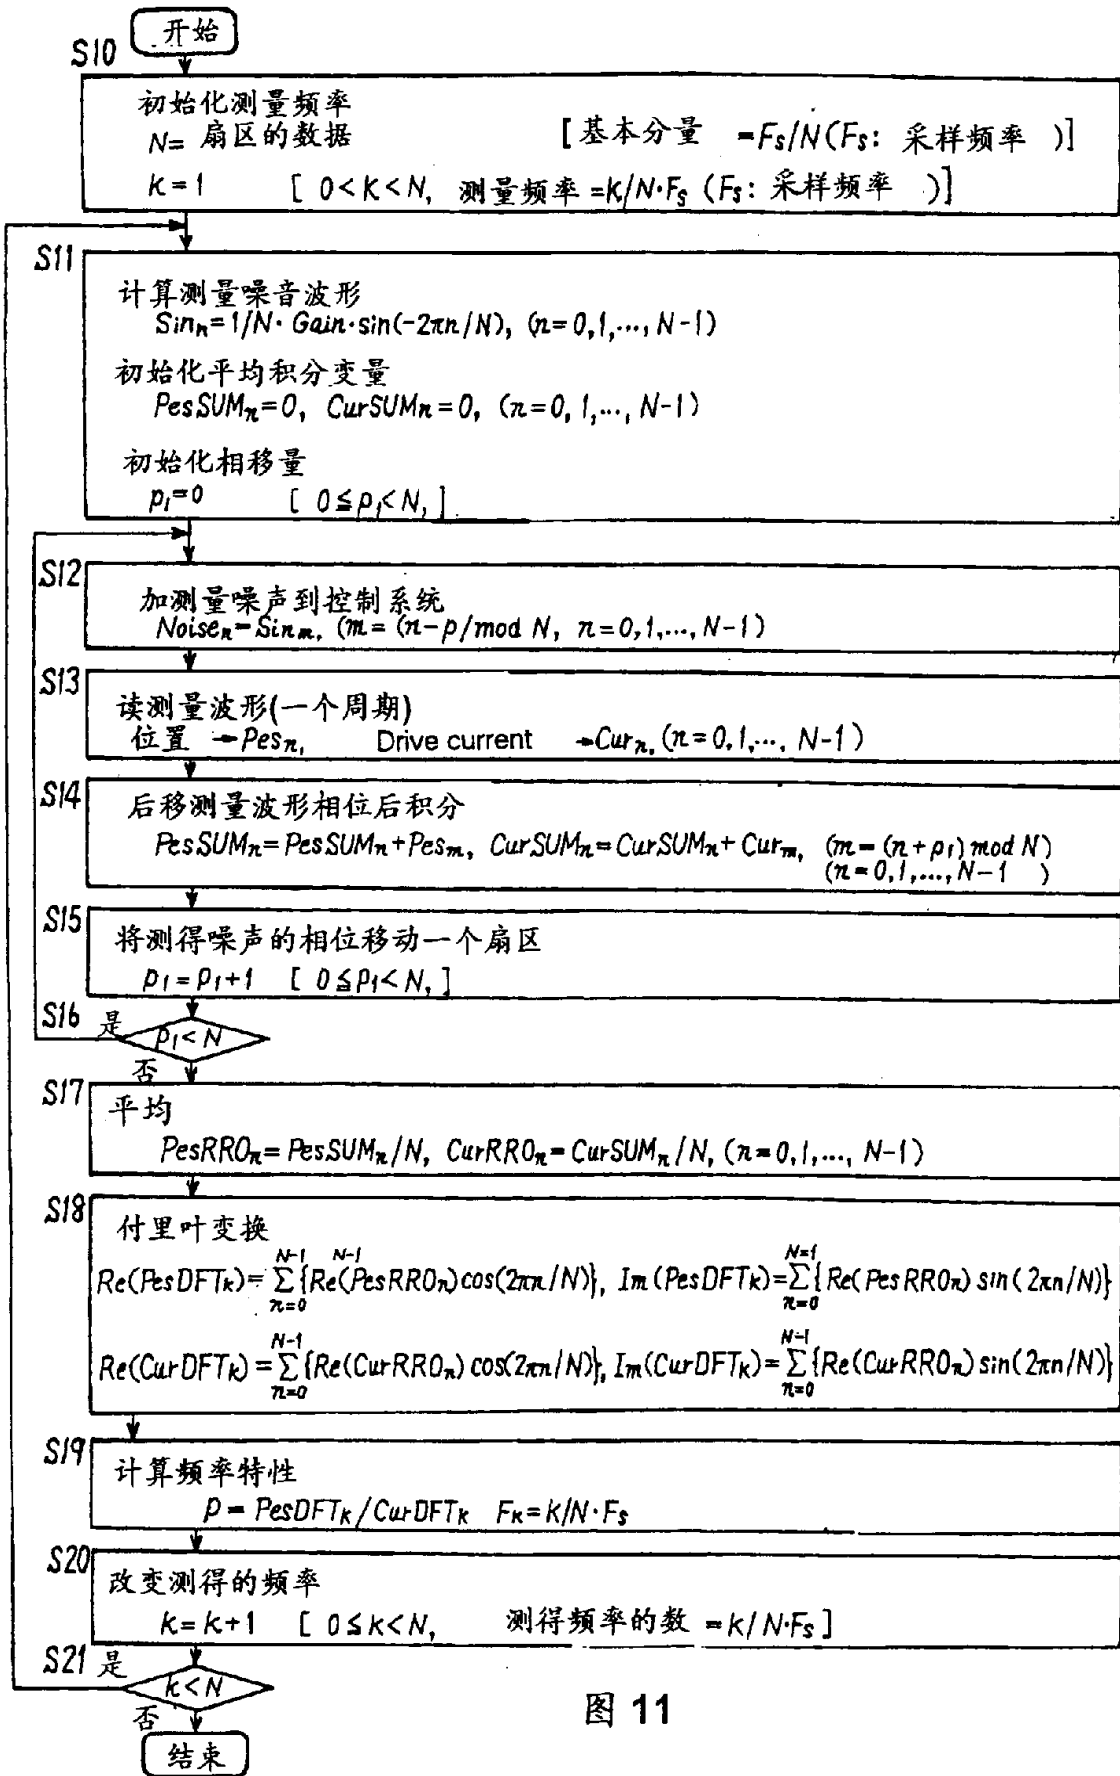 开始
S10
初始化测量频率
N= 扇区的数据 [基本分量 =Fs/N(Fs: 采样频率 )]
k=1 [ 0<K<N, 测量频率=K/N·Fs (Fs: 采样频率 )]
S11
计算测量噪音波形
Sinn=1/N· Gain·sin(-2πn/N), (n=0,1,..., N-1)
初始化平均积分变量
PesSUMn=0, CurSUMn=0, (n=0,1,..., N-1)
初始化相移量
p1=0 [ 0≦p1<N, ]
S12
加测量噪声到控制系统
Noisen=Sinm, (m=(n-p/mod N, n=0,1,..., N-1)
S13
读测量波形(一个周期)
位置 →Pesn, Drive current →Curn, (n=0,1,..., N-1)
S14
后移测量波形相位后积分
PesSUMn=PesSUMn+Pesm, CurSUMn=CurSUMn+Curm, (m=(n+p1) mod N)
(n=0,1,..., N-1 )
S15
将测得噪声的相位移动一个扇区
p1=p1+1 [ 0≦p1<N, ]
S16 是
p1<N
否
S17
平均
PesRROn=PesSUMn/N, CurRROn=CurSUMn/N, (n=0,1,..., N-1)
S18
付里叶变换
N-1 N-1 N=1
Re(PesDFTk)=Σ{Re(PesRROn)cos(2πn/N)}, Im(PesDFTk)=Σ{Re(PesRROn) sin(2πn/N)}
n=0 n=0
N-1 N-1
Re(CurDFTk)=Σ{Re(CurRROn) cos(2πn/N)}, Im(CurDFTk)=Σ{Re(CurRROn) sin(2πn/N)}
n=0 n=0
S19
计算频率特性
P=PesDFTk/CurDFTk Fk=K/N·Fs
S20
改变测得的频率
k=k+1 [ 0≤k<N, 测得频率的数 =k/N·Fs]
S21 是
k<N
否
结束
图 11